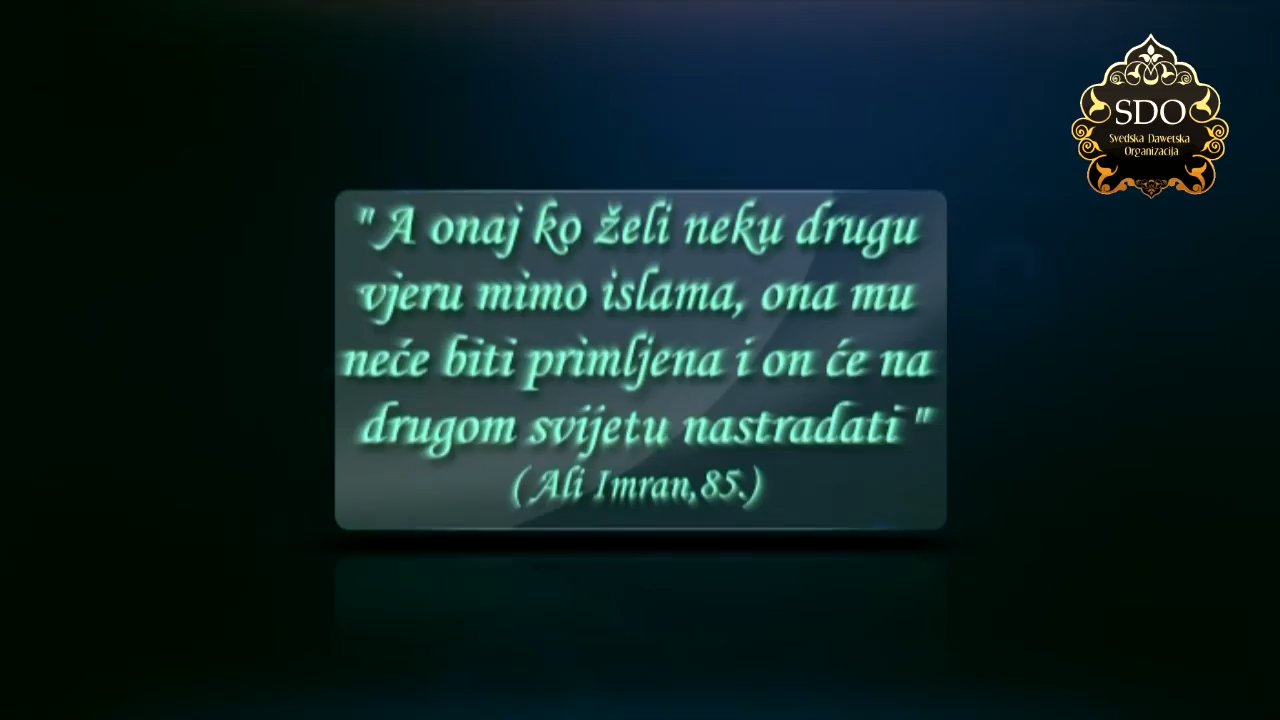 SDO
Svedska Dawetska
Organizacija
"A onaj ko želi neku drugu
vjeru mimo islama, ona mu
neće biti primljena i on će na
drugom svijetu nastradati "
( Ali Imran,85.)